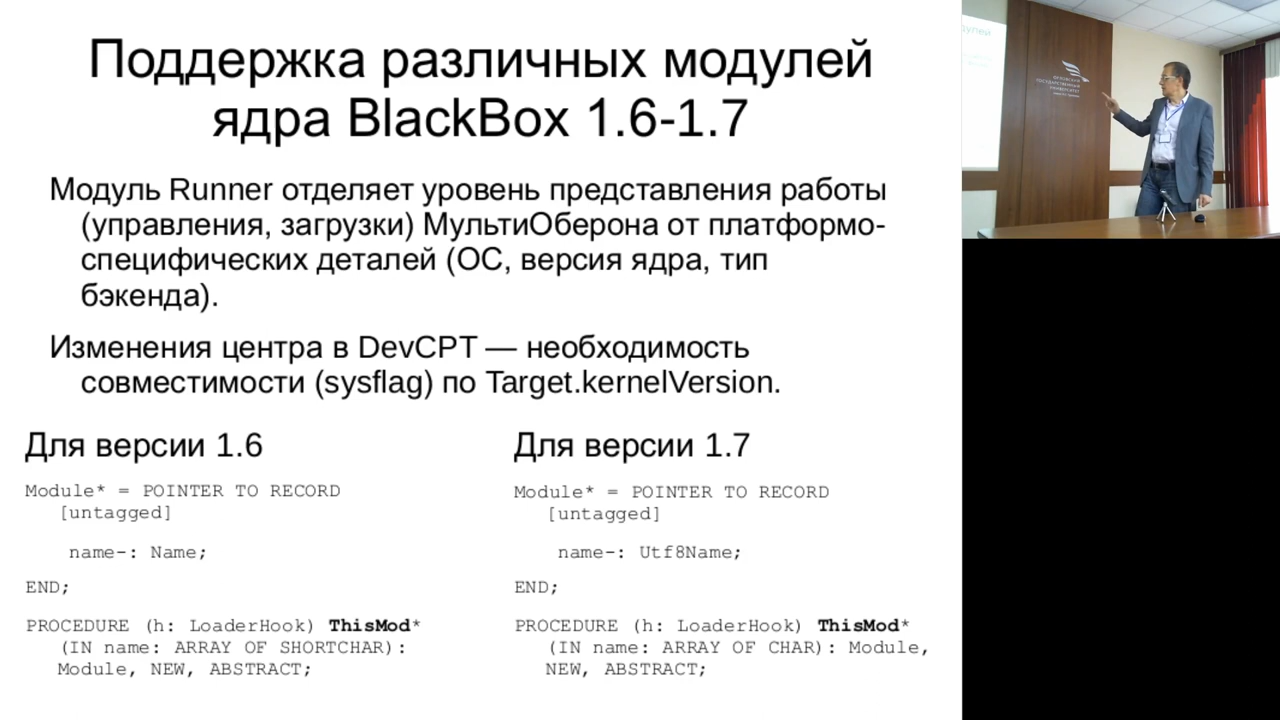 Поддержка различных модулей
ядра BlackBox 1.6-1.7
Модуль Runner отделяет уровень представления работы
(управления, загрузки) МультиОберона от платформо-
специфических деталей (ОС, версия ядра, тип
бэкенда).
Изменения центра в DevCPT — необходимость
совместимости (sysflag) по Target.kernelVersion.
Для версии 1.6
Module* = POINTER TO RECORD
[untagged]
name-: Name;
END;
PROCEDURE (h: LoaderHook) ThisMod*
(IN name: ARRAY OF SHORTCHAR):
Module, NEW, ABSTRACT;
Для версии 1.7
Module* = POINTER TO RECORD
[untagged]
name-: Utf8Name;
END;
PROCEDURE (h: LoaderHook) ThisMod*
(IN name: ARRAY OF CHAR): Module,
NEW, ABSTRACT;
ОРЛОВСКИЙ
ГОСУДАРСТВЕННЫЙ
УНИВЕРСИТЕТ